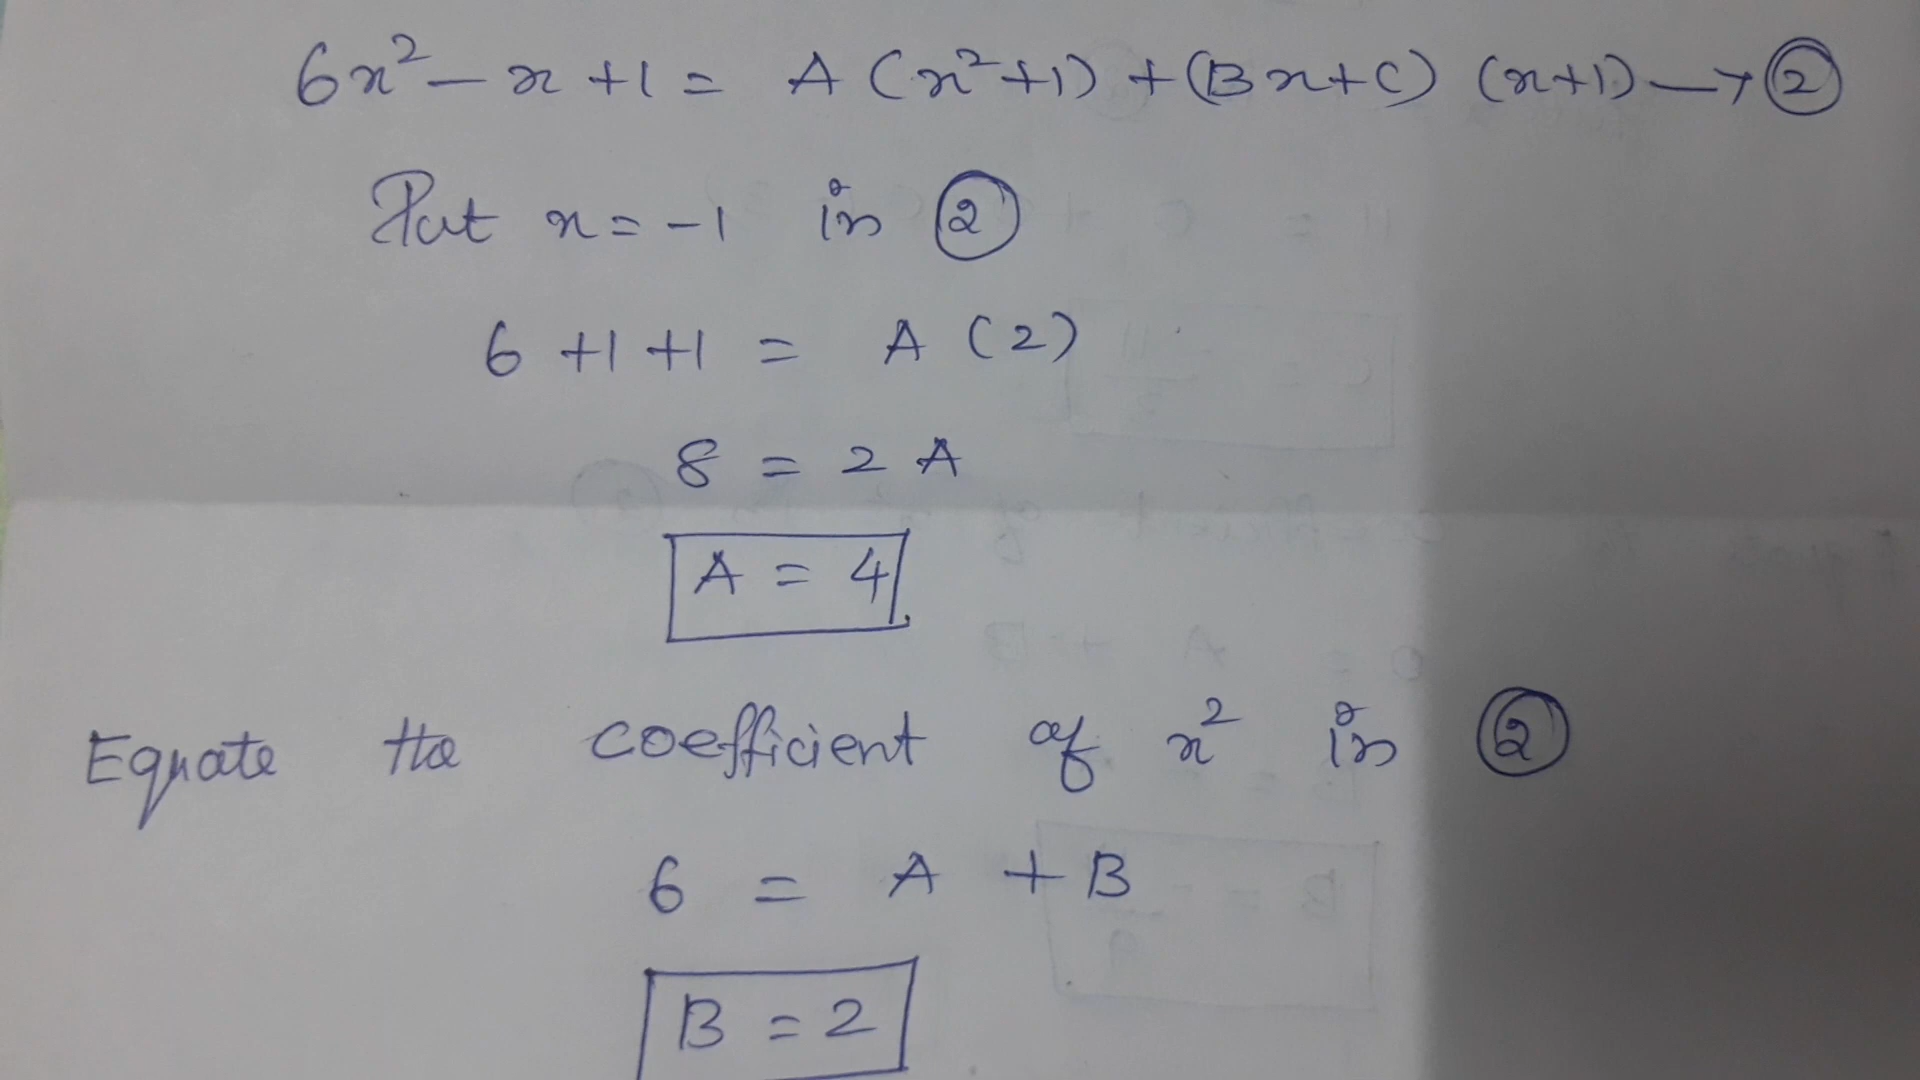 6x² - x + 1 = A (x² + 1) + (Bx + C) (x + 1) → ②
Put x = -1 in ②
6 + 1 + 1 = A (2)
8 = 2 A
A = 4.
Equate the coefficient of x² in ②
6 = A + B
B = 2